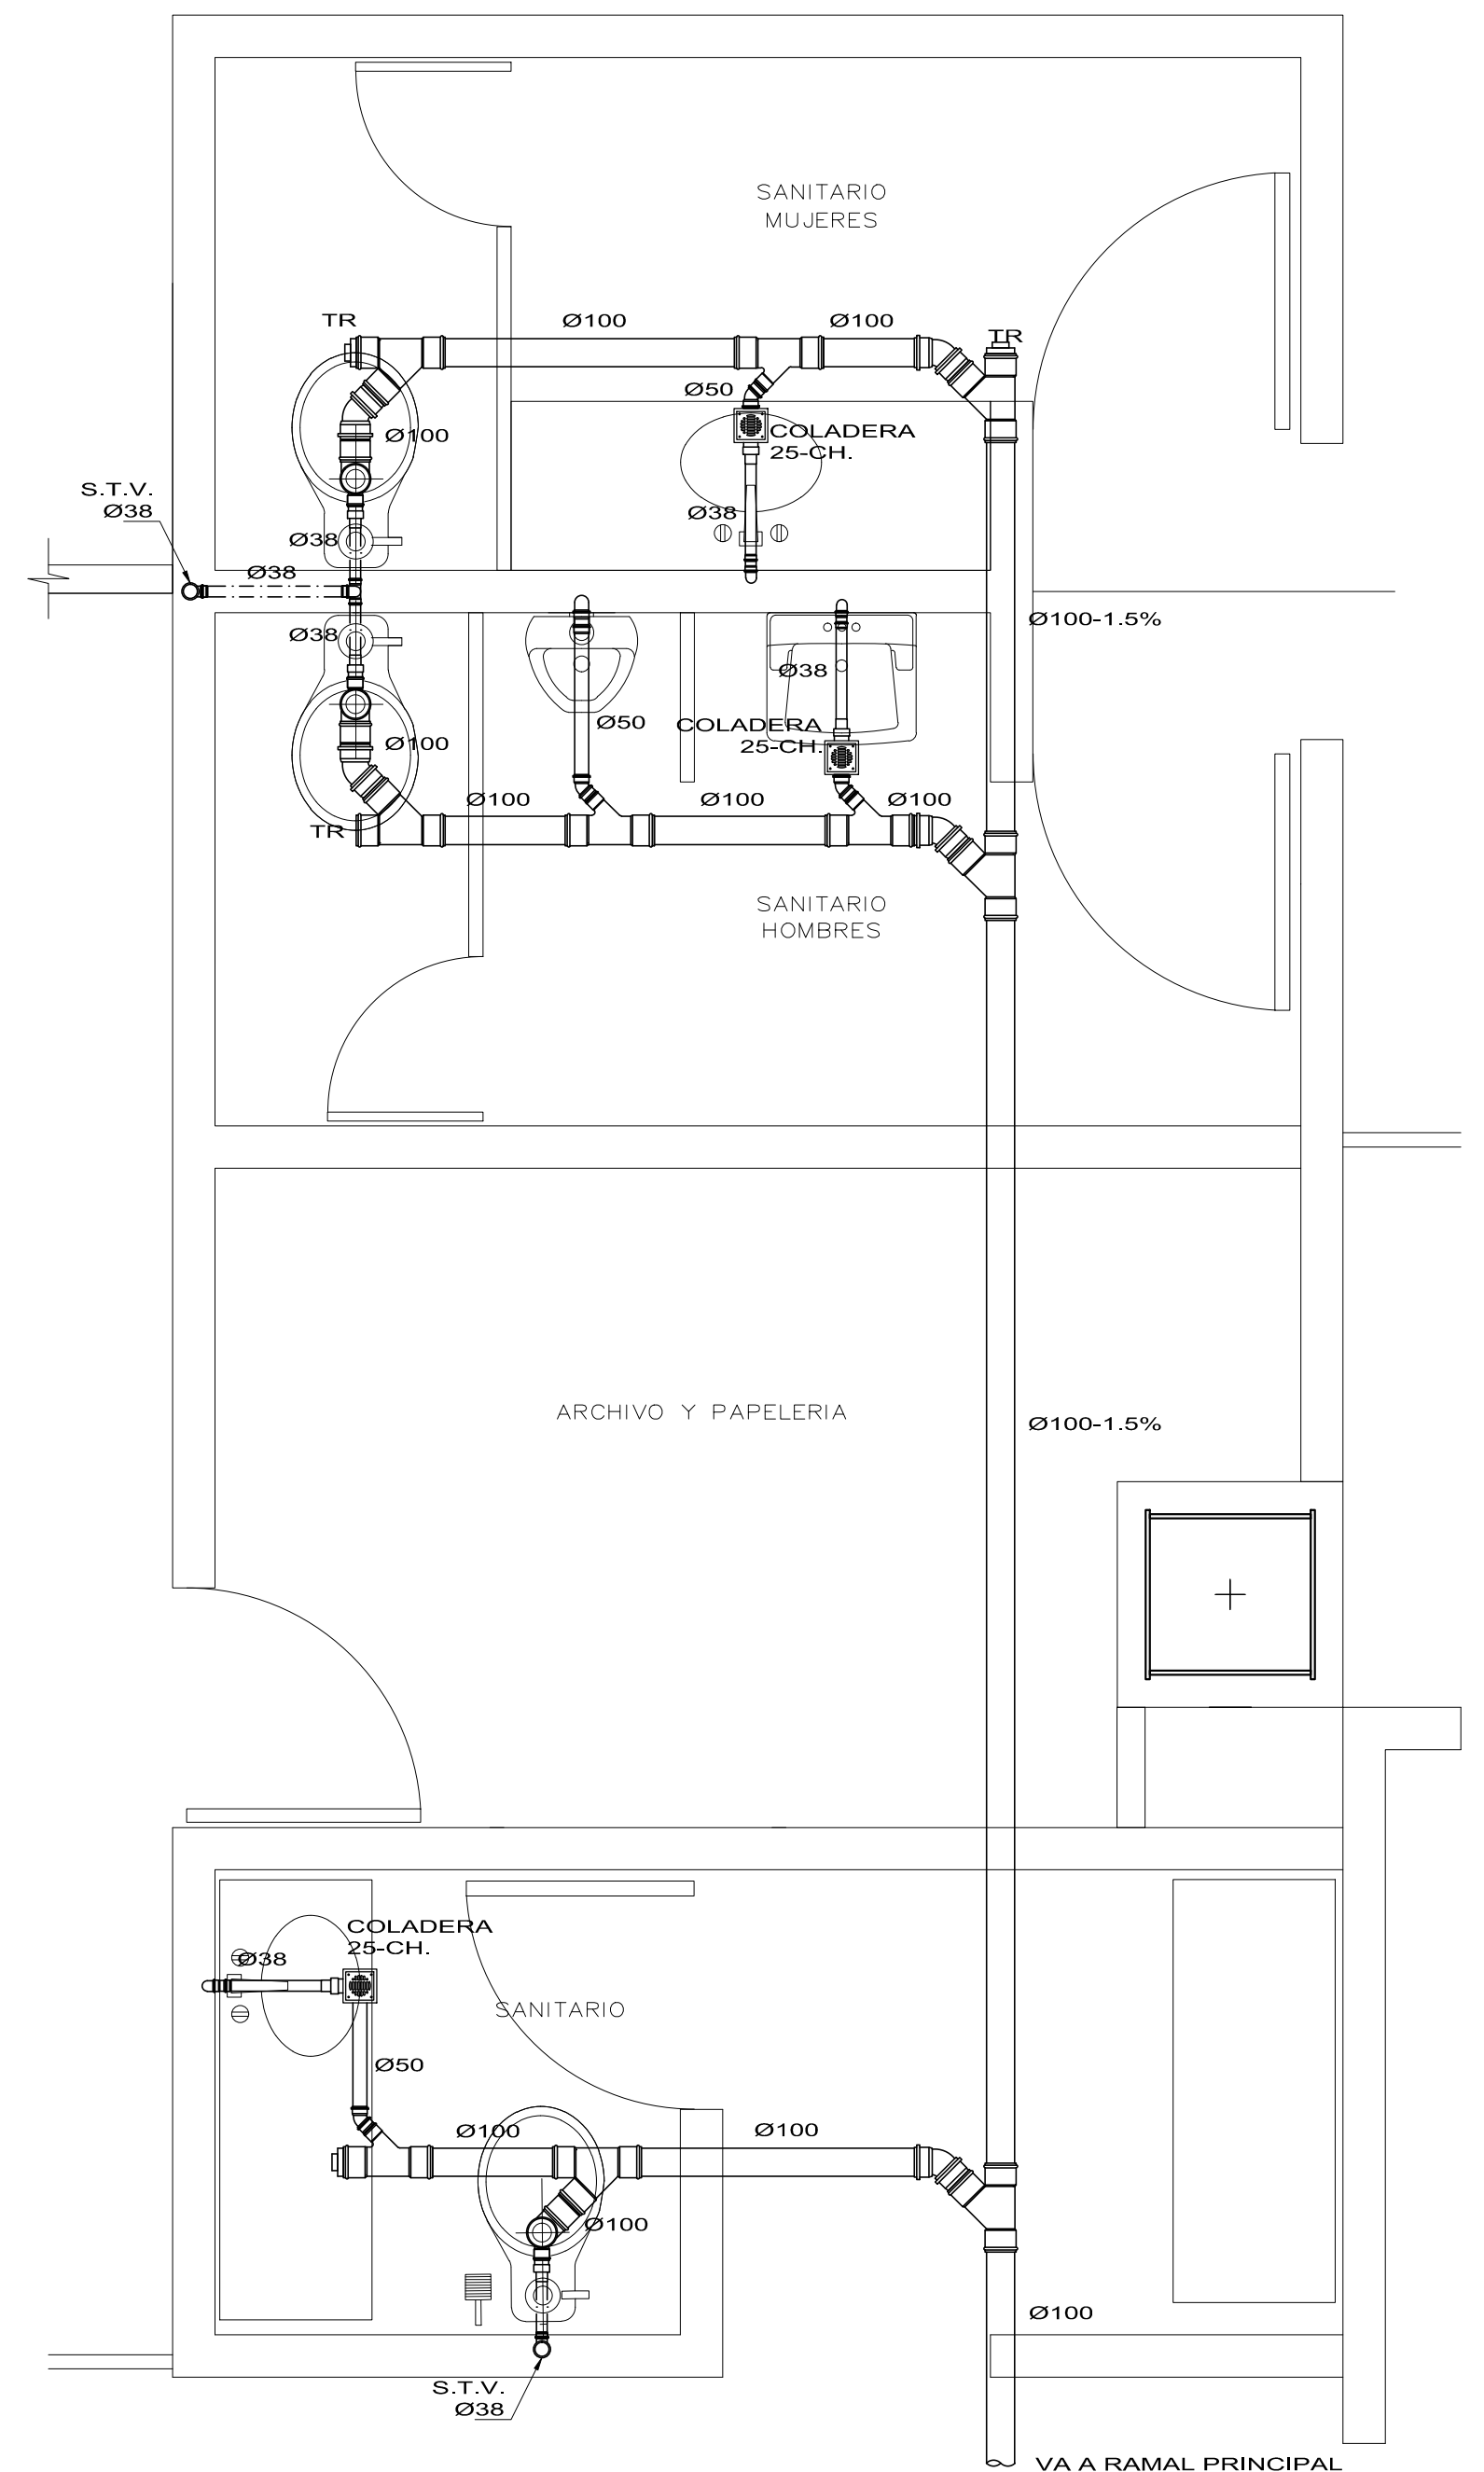 SANITARIO
MUJERES
TR
Ø100
Ø100
TR
Ø50
Ø100
COLADERA
25-CH.
S.T.V.
Ø38
Ø38
Ø38
Ø38
Ø38
Ø100-1.5%
Ø38
Ø50
COLADERA
25-CH.
Ø100
Ø100
Ø100
Ø100
TR
SANITARIO
HOMBRES
ARCHIVO Y PAPELERIA
Ø100-1.5%
COLADERA
25-CH.
Ø38
SANITARIO
Ø50
Ø100
Ø100
Ø100
Ø100
S.T.V.
Ø38
VA A RAMAL PRINCIPAL